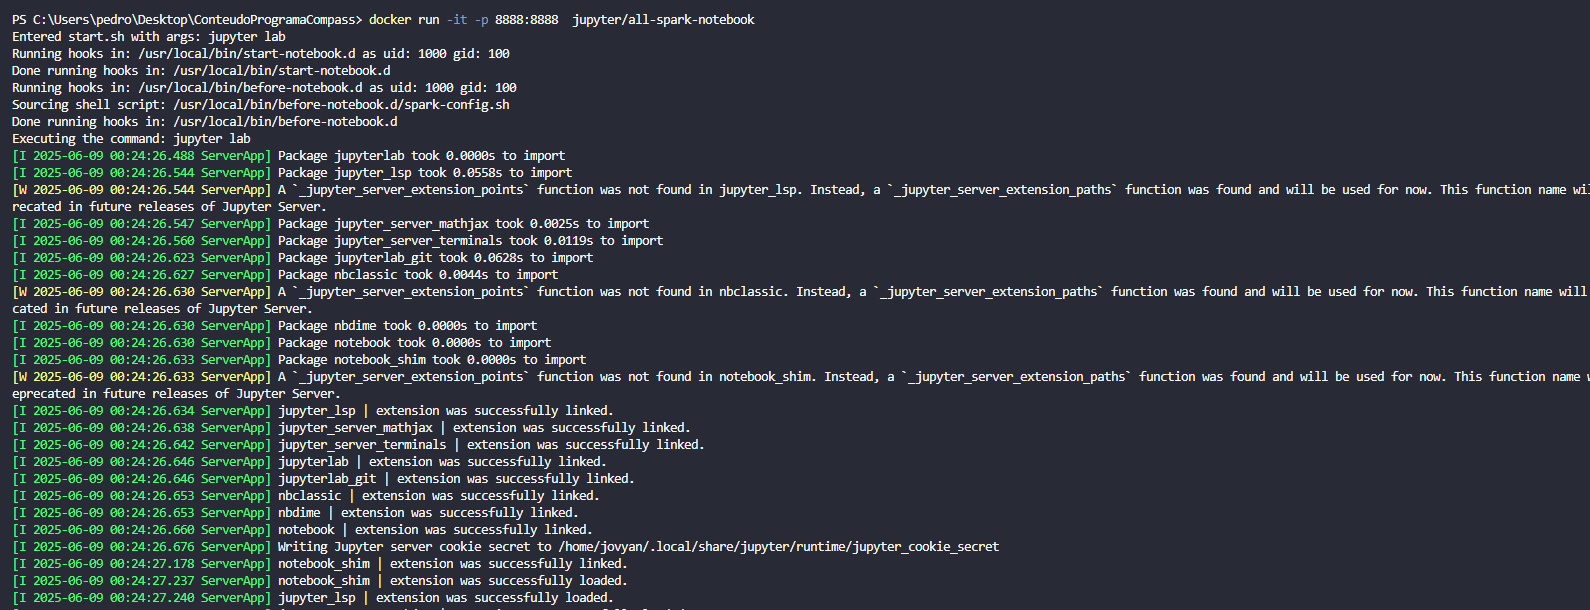 PS C:\Users\pedro\Desktop\ConteudoProgramaCompass> docker run -it -p 8888:8888  jupyter/all-spark-notebook
Entered start.sh with args: jupyter lab
Running hooks in: /usr/local/bin/start-notebook.d as uid: 1000 gid: 100
Done running hooks in: /usr/local/bin/start-notebook.d
Running hooks in: /usr/local/bin/before-notebook.d as uid: 1000 gid: 100
Sourcing shell script: /usr/local/bin/before-notebook.d/spark-config.sh
Done running hooks in: /usr/local/bin/before-notebook.d
Executing the command: jupyter lab
[I 2025-06-09 00:24:26.488 ServerApp] Package jupyterlab took 0.0000s to import
[I 2025-06-09 00:24:26.544 ServerApp] Package jupyter_lsp took 0.0558s to import
[W 2025-06-09 00:24:26.544 ServerApp] A `_jupyter_server_extension_points` function was not found in jupyter_lsp. Instead, a `_jupyter_server_extension_paths` function was found and will be used for now. This function name wil
recated in future releases of Jupyter Server.
[I 2025-06-09 00:24:26.547 ServerApp] Package jupyter_server_mathjax took 0.0025s to import
[I 2025-06-09 00:24:26.560 ServerApp] Package jupyter_server_terminals took 0.0119s to import
[I 2025-06-09 00:24:26.623 ServerApp] Package jupyterlab_git took 0.0628s to import
[I 2025-06-09 00:24:26.627 ServerApp] Package nbclassic took 0.0044s to import
[W 2025-06-09 00:24:26.630 ServerApp] A `_jupyter_server_extension_points` function was not found in nbclassic. Instead, a `_jupyter_server_extension_paths` function was found and will be used for now. This function name will
cated in future releases of Jupyter Server.
[I 2025-06-09 00:24:26.630 ServerApp] Package nbdime took 0.0000s to import
[I 2025-06-09 00:24:26.630 ServerApp] Package notebook took 0.0000s to import
[I 2025-06-09 00:24:26.633 ServerApp] Package notebook_shim took 0.0000s to import
[W 2025-06-09 00:24:26.633 ServerApp] A `_jupyter_server_extension_points` function was not found in notebook_shim. Instead, a `_jupyter_server_extension_paths` function was found and will be used for now. This function name
eprecated in future releases of Jupyter Server.
[I 2025-06-09 00:24:26.634 ServerApp] jupyter_lsp | extension was successfully linked.
[I 2025-06-09 00:24:26.638 ServerApp] jupyter_server_mathjax | extension was successfully linked.
[I 2025-06-09 00:24:26.642 ServerApp] jupyter_server_terminals | extension was successfully linked.
[I 2025-06-09 00:24:26.646 ServerApp] jupyterlab | extension was successfully linked.
[I 2025-06-09 00:24:26.646 ServerApp] jupyterlab_git | extension was successfully linked.
[I 2025-06-09 00:24:26.653 ServerApp] nbclassic | extension was successfully linked.
[I 2025-06-09 00:24:26.653 ServerApp] nbdime | extension was successfully linked.
[I 2025-06-09 00:24:26.660 ServerApp] notebook | extension was successfully linked.
[I 2025-06-09 00:24:26.676 ServerApp] Writing Jupyter server cookie secret to /home/jovyan/.local/share/jupyter/runtime/jupyter_cookie_secret
[I 2025-06-09 00:24:27.178 ServerApp] notebook_shim | extension was successfully linked.
[I 2025-06-09 00:24:27.237 ServerApp] notebook_shim | extension was successfully loaded.
[I 2025-06-09 00:24:27.240 ServerApp] jupyter_lsp | extension was successfully loaded.